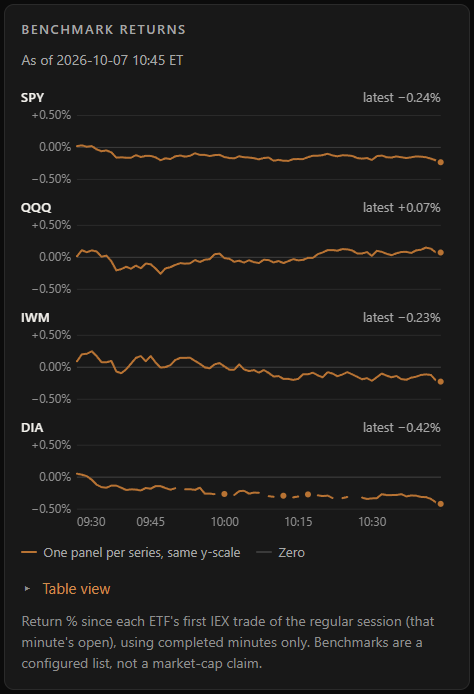 BENCHMARK RETURNS
As of 2026-10-07 10:45 ET
SPY latest −0.24%
+0.50%
0.00%
−0.50%
QQQ latest +0.07%
+0.50%
0.00%
−0.50%
IWM latest −0.23%
+0.50%
0.00%
−0.50%
DIA latest −0.42%
+0.50%
0.00%
−0.50%
09:30 09:45 10:00 10:15 10:30
One panel per series, same y-scale Zero
Table view
Return % since each ETF's first IEX trade of the regular session (that
minute's open), using completed minutes only. Benchmarks are a
configured list, not a market-cap claim.